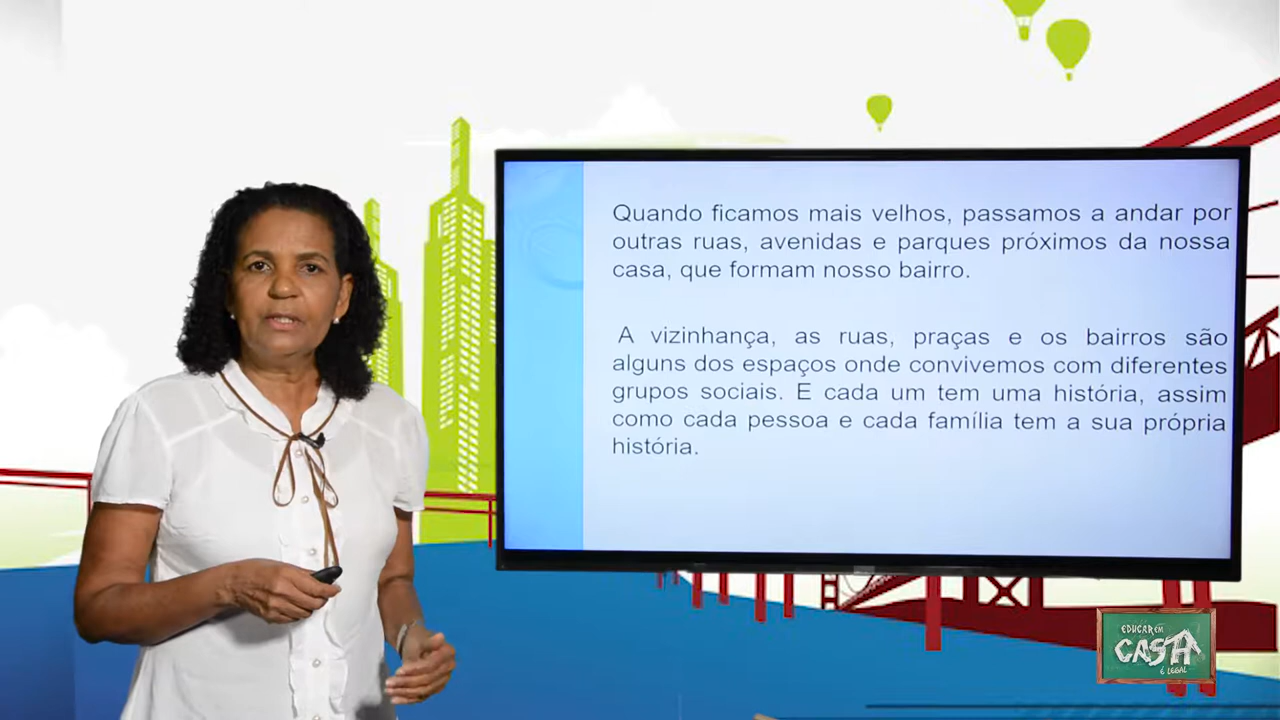 Quando ficamos mais velhos, passamos a andar por
outras ruas, avenidas e parques próximos da nossa
casa, que formam nosso bairro.
A vizinhança, as ruas, praças e os bairros são
alguns dos espaços onde convivemos com diferentes
grupos sociais. E cada um tem uma história, assim
como cada pessoa e cada família tem a sua própria
história.
EDUCAR EM
CASA
É LEGAL